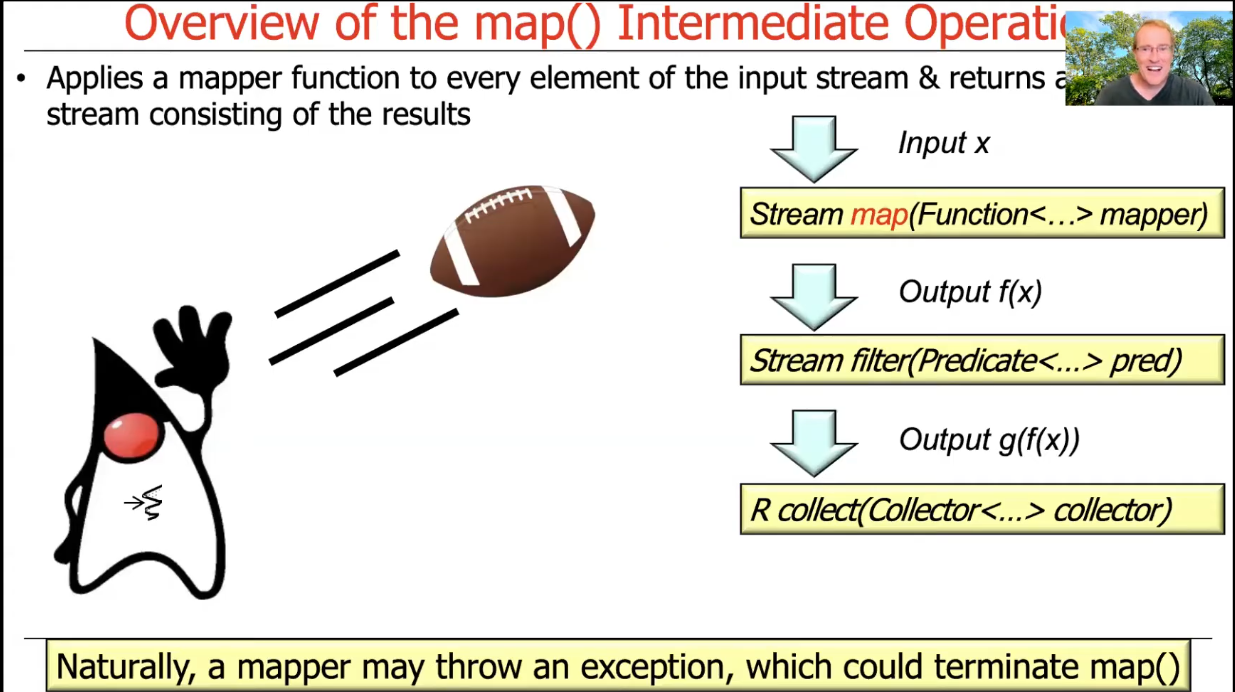 Overview of the map() Intermediate
• Applies a mapper function to every element of the input stream & returns
stream consisting of the results
Input x
Stream map(Function<...> mapper)
Output f(x)
Stream filter(Predicate<...> pred)
Output g(f(x))
R collect(Collector<...> collector)
Naturally, a mapper may throw an exception, which could terminate map()